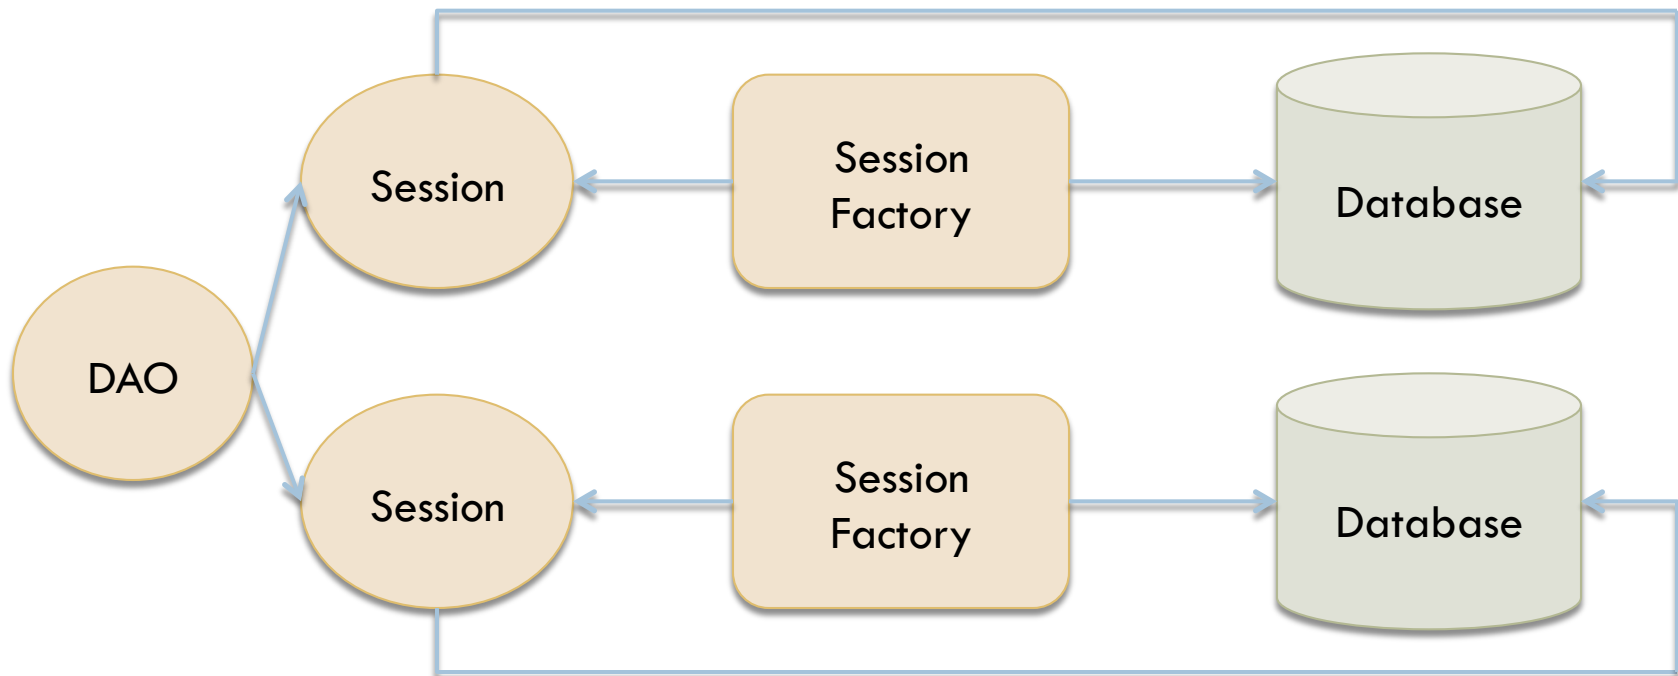 Session
Session
Factory
Database
DAO
Session
Session
Factory
Database